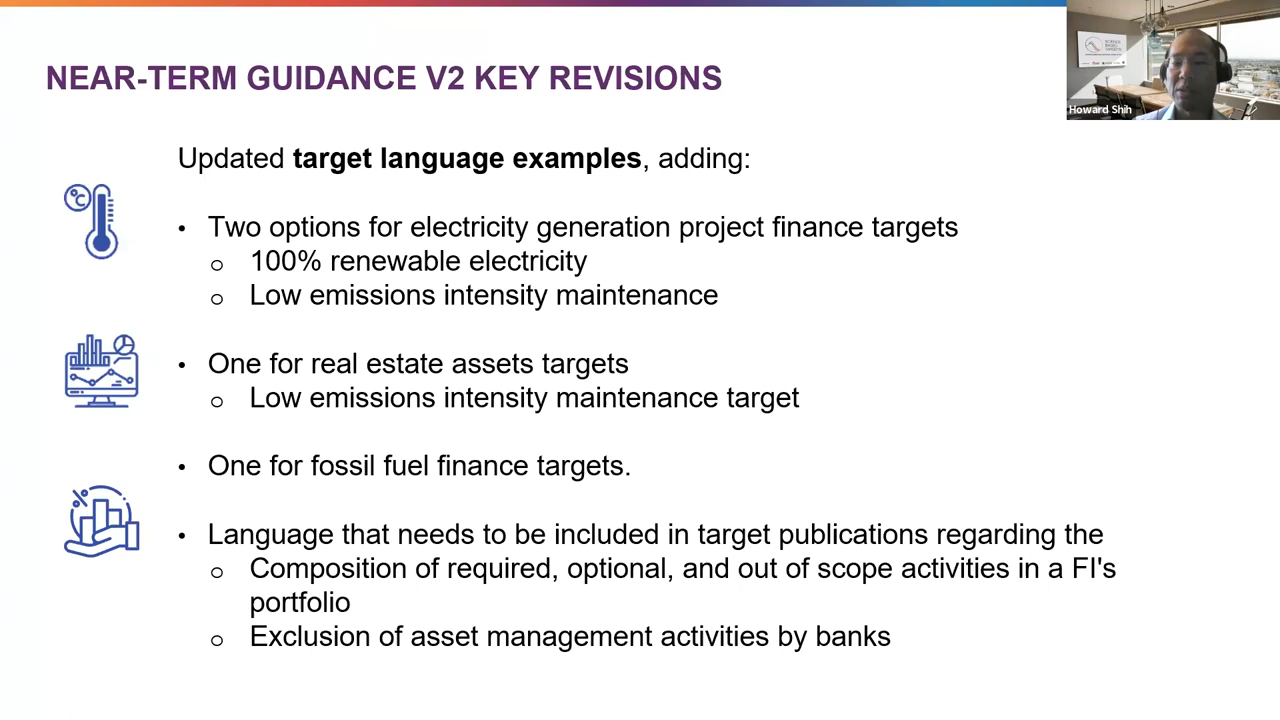 NEAR-TERM GUIDANCE V2 KEY REVISIONS
Howard Shih
Updated target language examples, adding:
°C
• Two options for electricity generation project finance targets
o 100% renewable electricity
o Low emissions intensity maintenance
• One for real estate assets targets
o Low emissions intensity maintenance target
• One for fossil fuel finance targets.
%
• Language that needs to be included in target publications regarding the
o Composition of required, optional, and out of scope activities in a FI's
portfolio
o Exclusion of asset management activities by banks